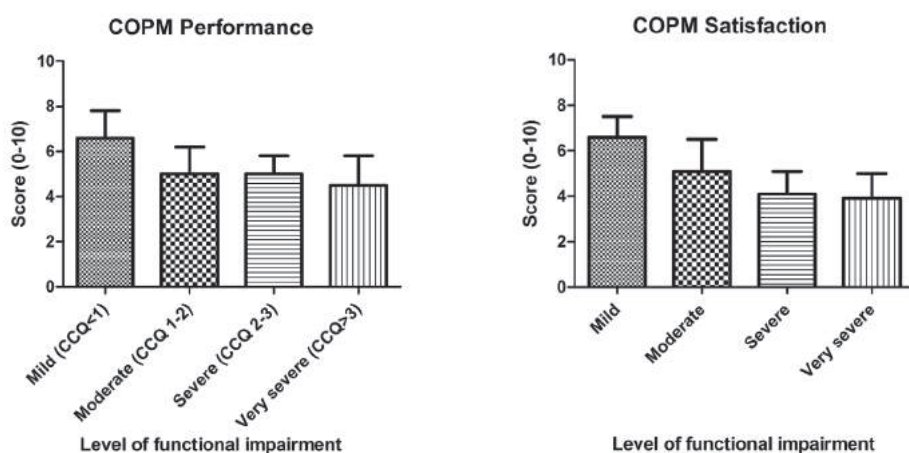 COPM Performance
10
8
6
4
2
0
Score (0-10)
Mild (CCQ<1)
Moderate (CCQ 1-2)
Severe (CCQ 2-3)
Very severe (CCQ>3)
Level of functional impairment
COPM Satisfaction
10
8
6
4
2
0
Score (0-10)
Mild
Moderate
Severe
Very severe
Level of functional impairment